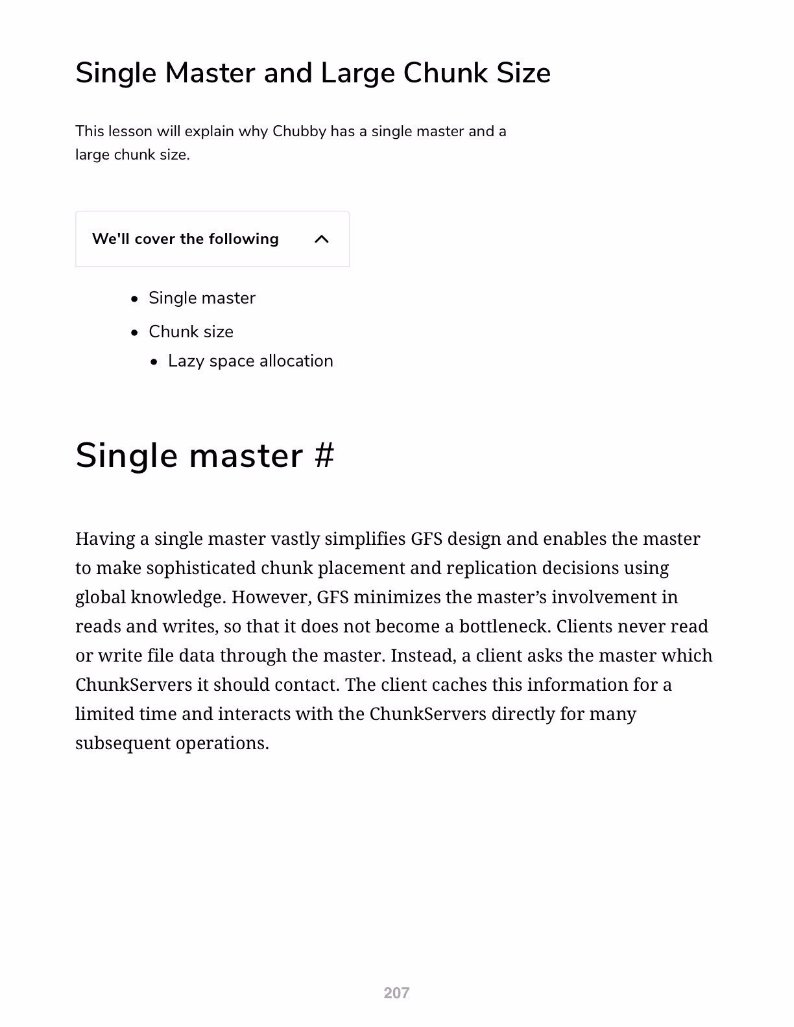 Single Master and Large Chunk Size
This lesson will explain why Chubby has a single master and a
large chunk size.
We'll cover the following
• Single master
• Chunk size
• Lazy space allocation
Single master #
Having a single master vastly simplifies GFS design and enables the master
to make sophisticated chunk placement and replication decisions using
global knowledge. However, GFS minimizes the master’s involvement in
reads and writes, so that it does not become a bottleneck. Clients never read
or write file data through the master. Instead, a client asks the master which
ChunkServers it should contact. The client caches this information for a
limited time and interacts with the ChunkServers directly for many
subsequent operations.
207